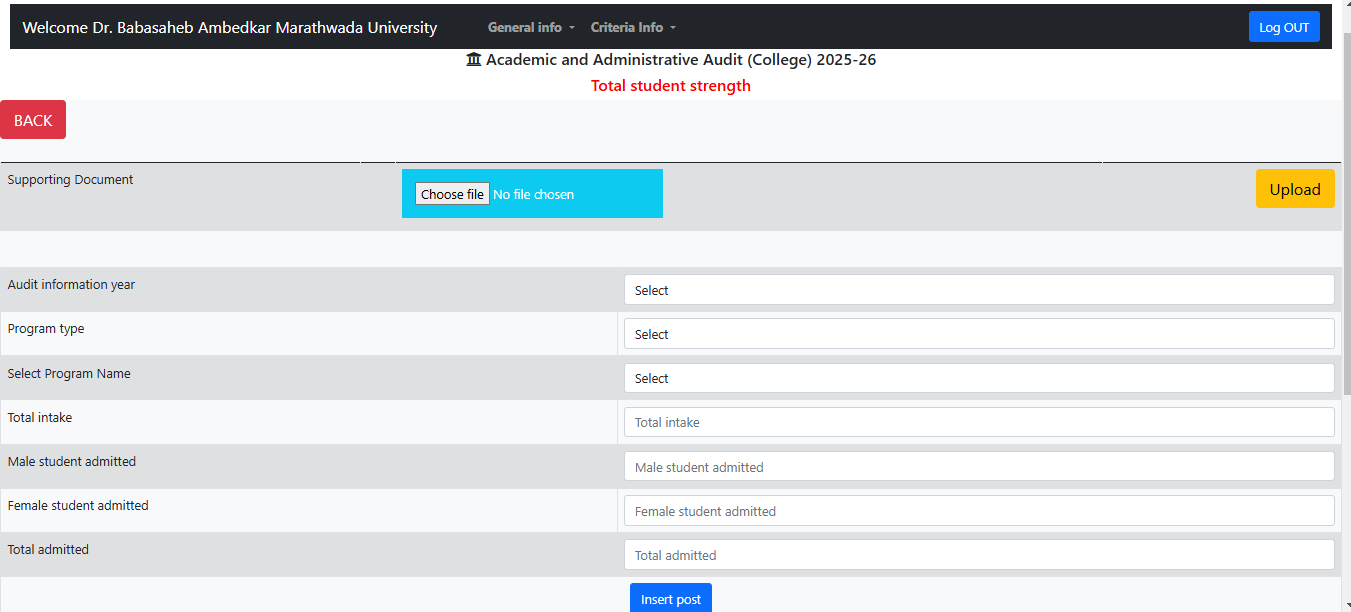 Welcome Dr. Babasaheb Ambedkar Marathwada University General info Criteria Info Log OUT
Academic and Administrative Audit (College) 2025-26
Total student strength
BACK
Supporting Document Choose file No file chosen Upload
Audit information year Select
Program type Select
Select Program Name Select
Total intake Total intake
Male student admitted Male student admitted
Female student admitted Female student admitted
Total admitted Total admitted
Insert post